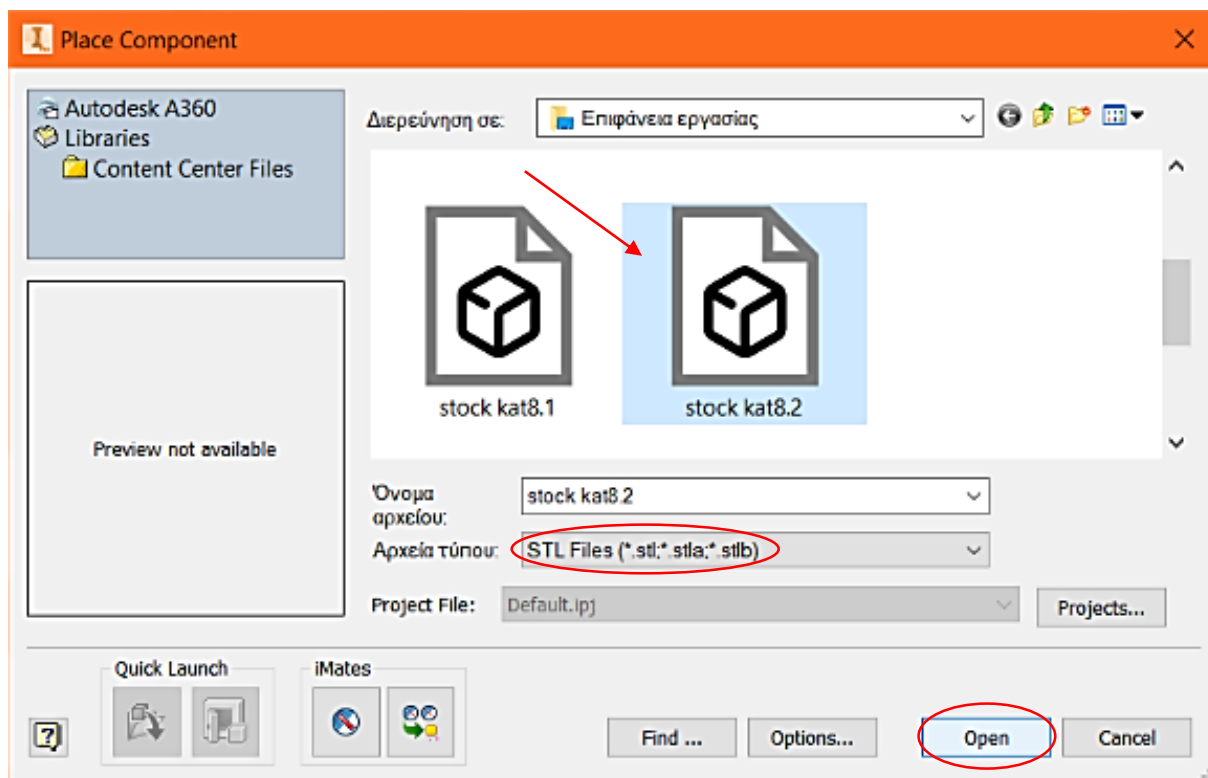 Place Component
Autodesk A360
Libraries
Content Center Files
Διερεύνηση σε:
Επιφάνεια εργασίας
stock kat8.1
stock kat8.2
Preview not available
Όνομα
αρχείου:
stock kat8.2
Αρχεία τύπου:
STL Files (*.stl;*.stla;*.stlb)
Project File:
Default.ipj
Projects...
Quick Launch
iMates
Find ...
Options...
Open
Cancel